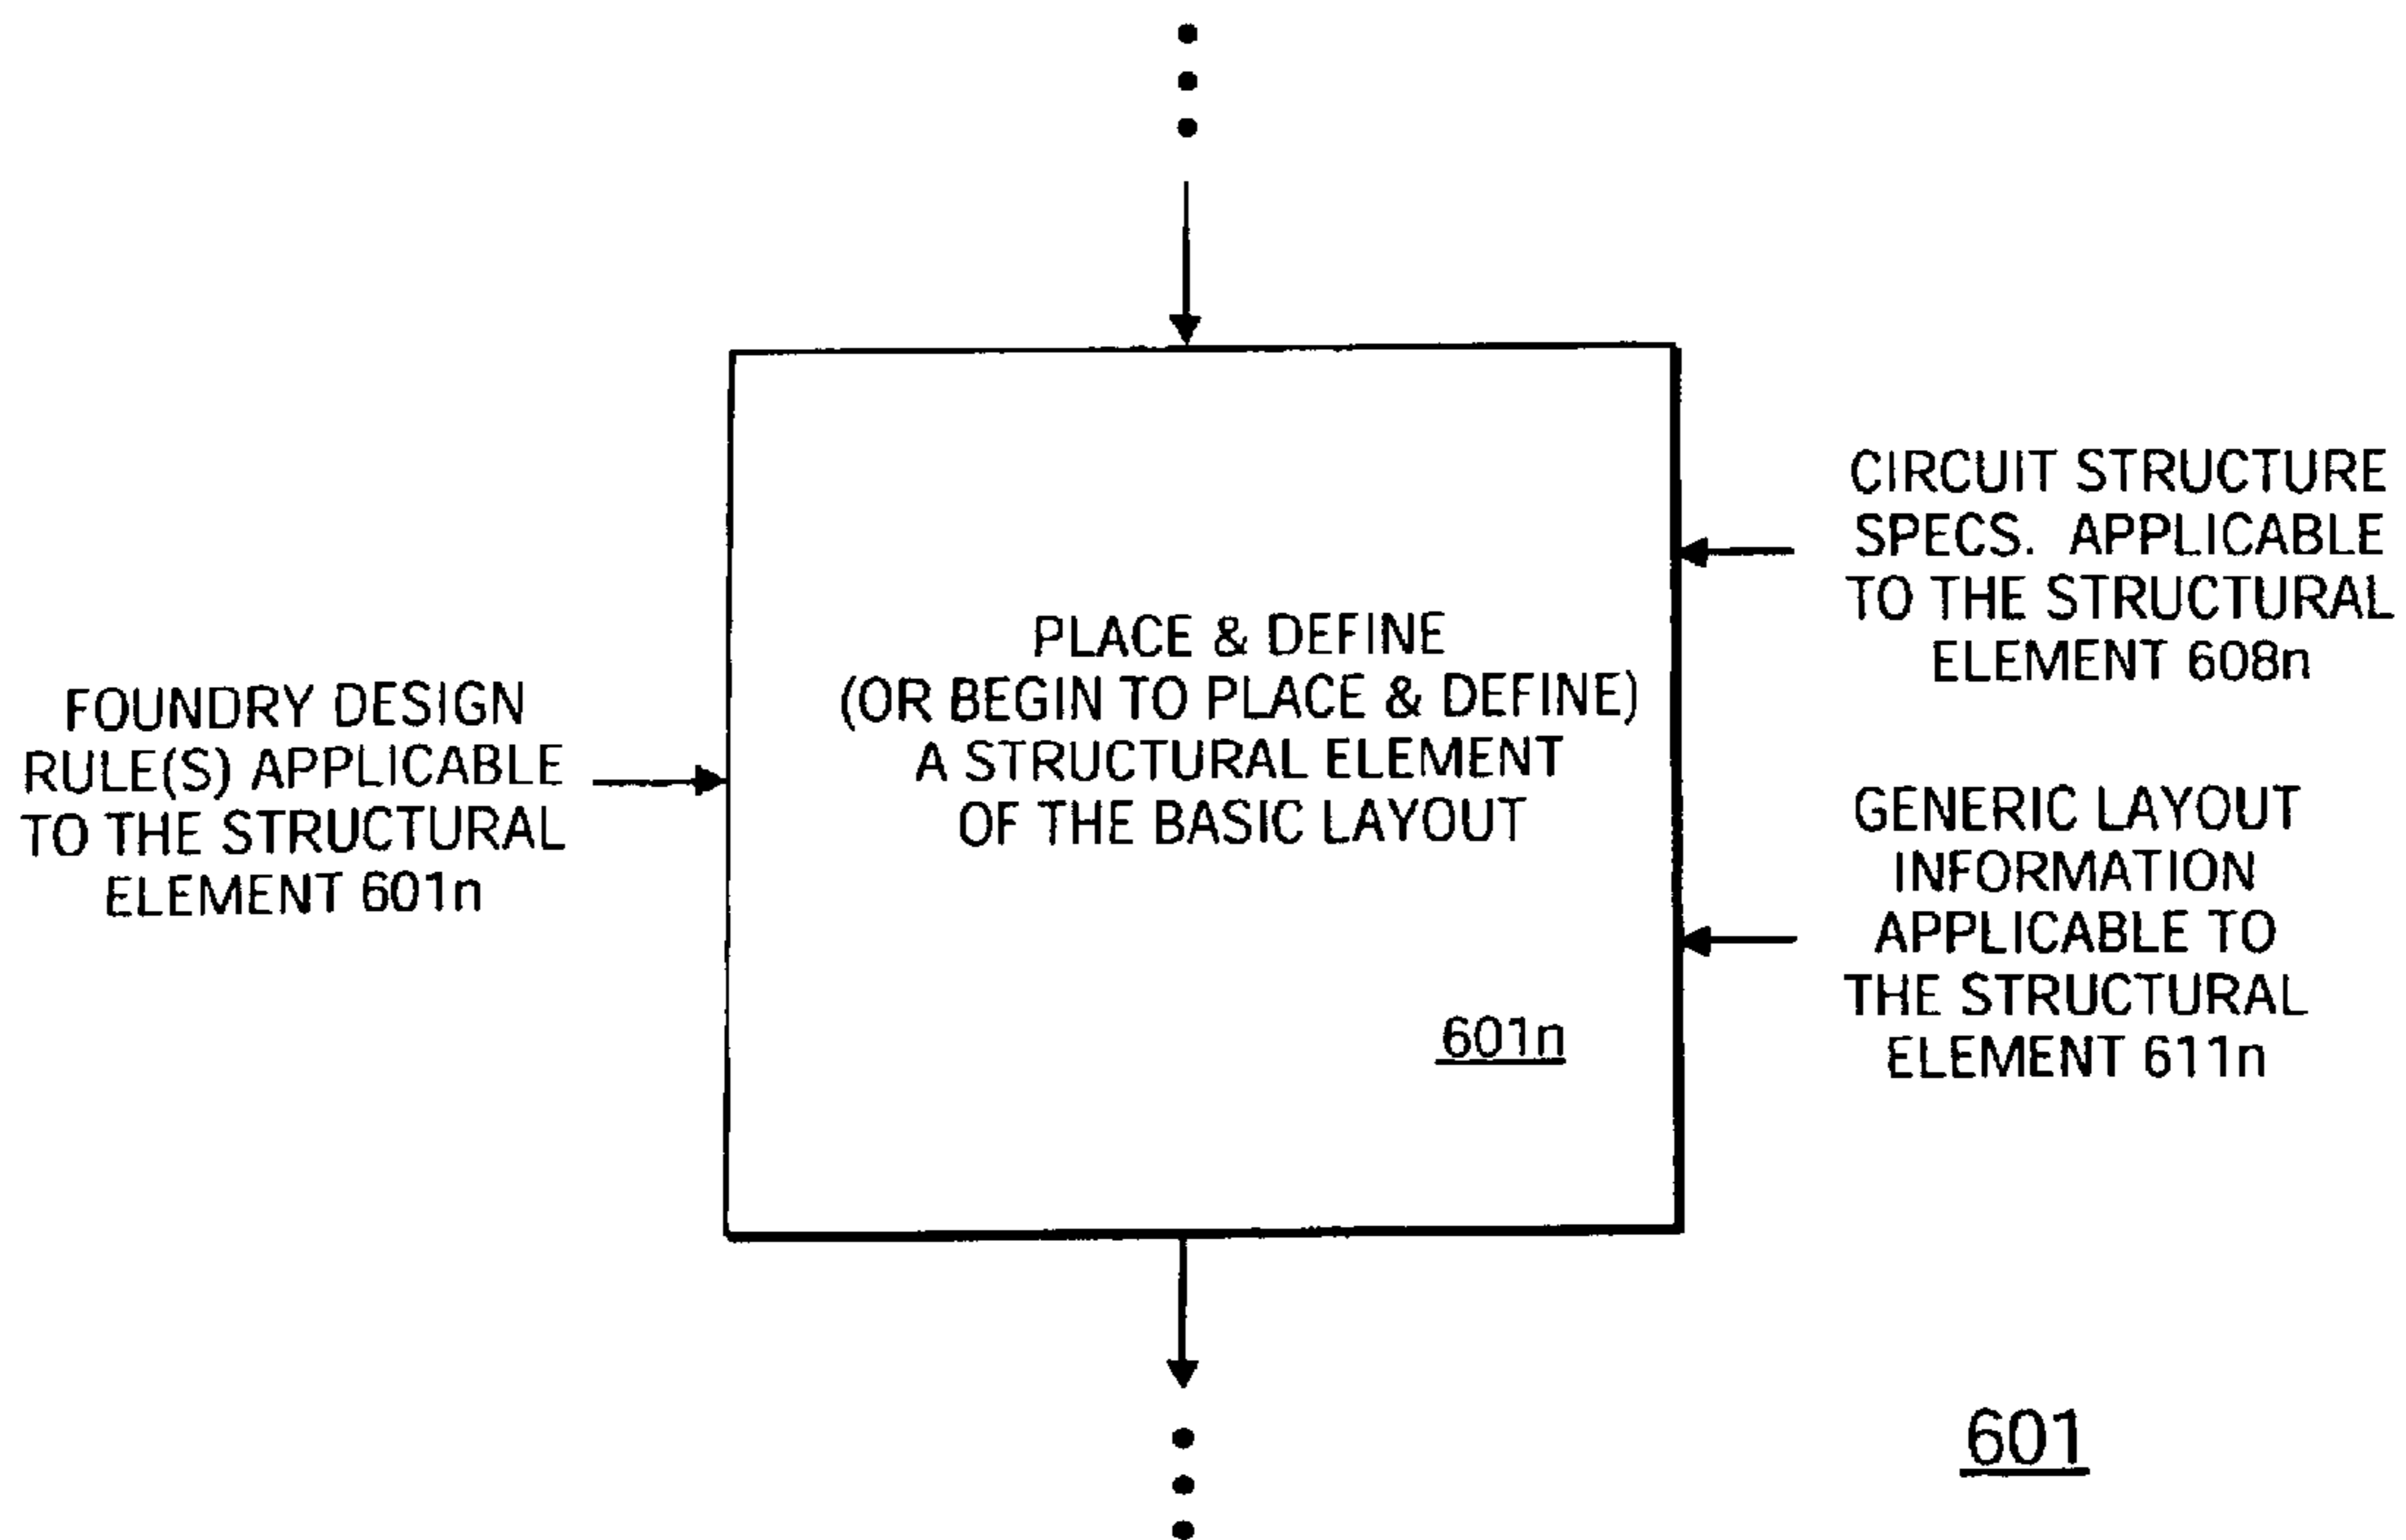 FOUNDRY DESIGN
RULE(S) APPLICABLE
TO THE STRUCTURAL
ELEMENT 601n
PLACE & DEFINE
(OR BEGIN TO PLACE & DEFINE)
A STRUCTURAL ELEMENT
OF THE BASIC LAYOUT
601n
CIRCUIT STRUCTURE
SPECS. APPLICABLE
TO THE STRUCTURAL
ELEMENT 608n
GENERIC LAYOUT
INFORMATION
APPLICABLE TO
THE STRUCTURAL
ELEMENT 611n
601